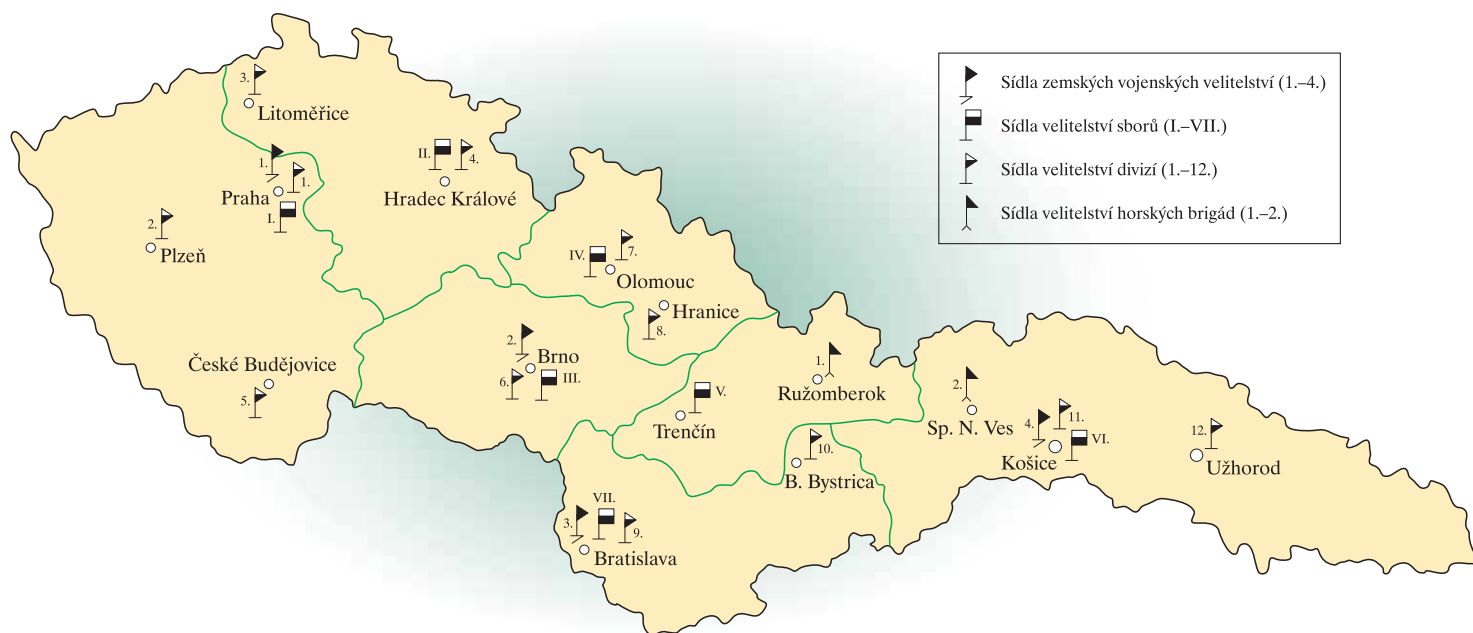 3.
Litoměřice
1.
1.
Praha
I.
II.
4.
Hradec Králové
2.
Plzeň
České Budějovice
5.
IV.
7.
Olomouc
Hranice
8.
2.
Brno
6.
III.
V.
Trenčín
1.
Ružomberok
10.
B. Bystrica
VII.
3.
9.
Bratislava
2.
Sp. N. Ves
4.
11.
VI.
Košice
12.
Užhorod
Sídla zemských vojenských velitelství (1.–4.)
Sídla velitelství sborů (I.–VII.)
Sídla velitelství divizí (1.–12.)
Sídla velitelství horských brigád (1.–2.)